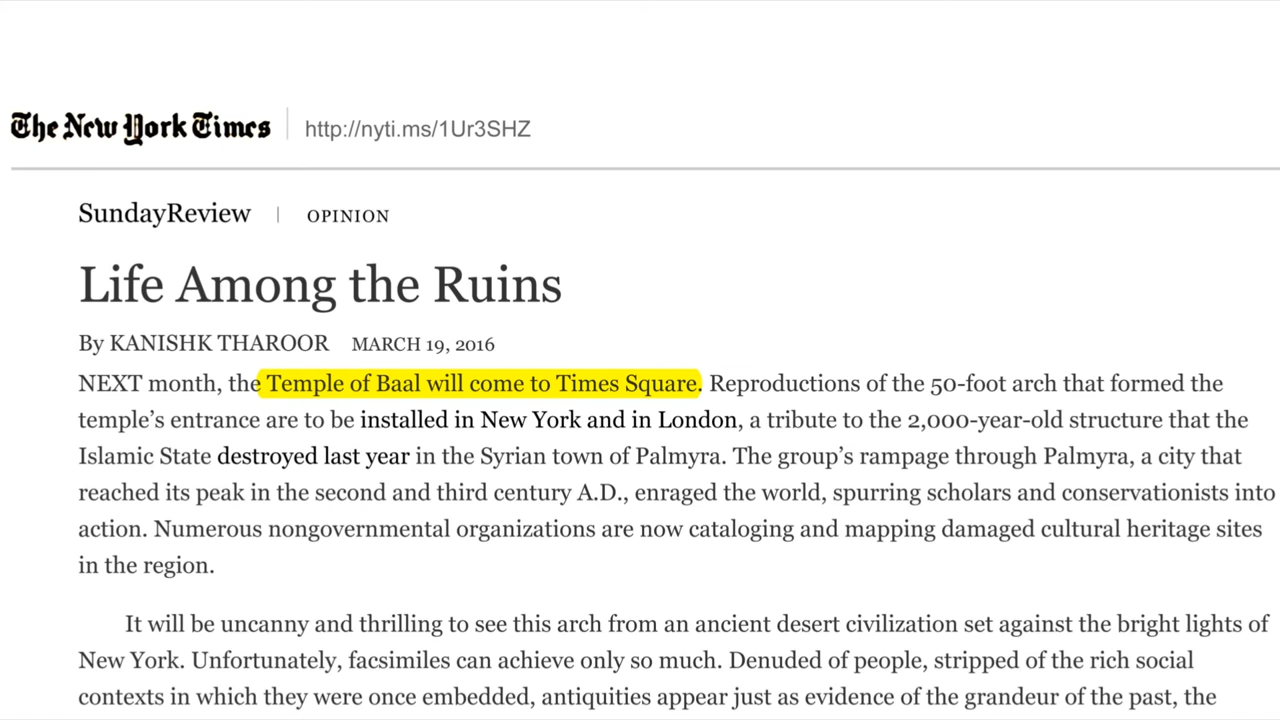 The New York Times
http://nyti.ms/1Ur3SHZ
SundayReview | OPINION
Life Among the Ruins
By KANISHK THAROOR MARCH 19, 2016
NEXT month, the Temple of Baal will come to Times Square. Reproductions of the 50-foot arch that formed the
temple’s entrance are to be installed in New York and in London, a tribute to the 2,000-year-old structure that the
Islamic State destroyed last year in the Syrian town of Palmyra. The group’s rampage through Palmyra, a city that
reached its peak in the second and third century A.D., enraged the world, spurring scholars and conservationists into
action. Numerous nongovernmental organizations are now cataloging and mapping damaged cultural heritage sites
in the region.
It will be uncanny and thrilling to see this arch from an ancient desert civilization set against the bright lights of
New York. Unfortunately, facsimiles can achieve only so much. Denuded of people, stripped of the rich social
contexts in which they were once embedded, antiquities appear just as evidence of the grandeur of the past, the